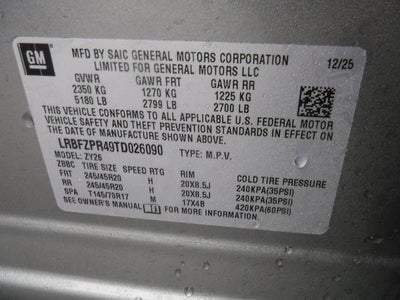 GM
MFD BY SAIC GENERAL MOTORS CORPORATION 12/25
LIMITED FOR GENERAL MOTORS LLC
GVWR GAWR FRT GAWR RR
2350 KG 1270 KG 1225 KG
5180 LB 2799 LB 2700 LB
THIS VEHICLE CONFORMS TO ALL APPLICABLE U.S. FEDERAL MOTOR
VEHICLE SAFETY AND THEFT PREVENTION STANDARDS IN EFFECT ON
THE DATE OF MANUFACTURE SHOWN ABOVE.
LRBFZPR49TD026090 TYPE: M.P.V.
MODEL: ZY26
ZBBC TIRE SIZE SPEED RTG RIM COLD TIRE PRESSURE
FRT 245/45R20 H 20X8.5J 240KPA(35PSI)
RR 245/45R20 H 20X8.5J 240KPA(35PSI)
SPA T145/70R17 M 17X4B 420KPA(60PSI)
SEE OWNER'S MANUAL FOR MORE INFORMATION.